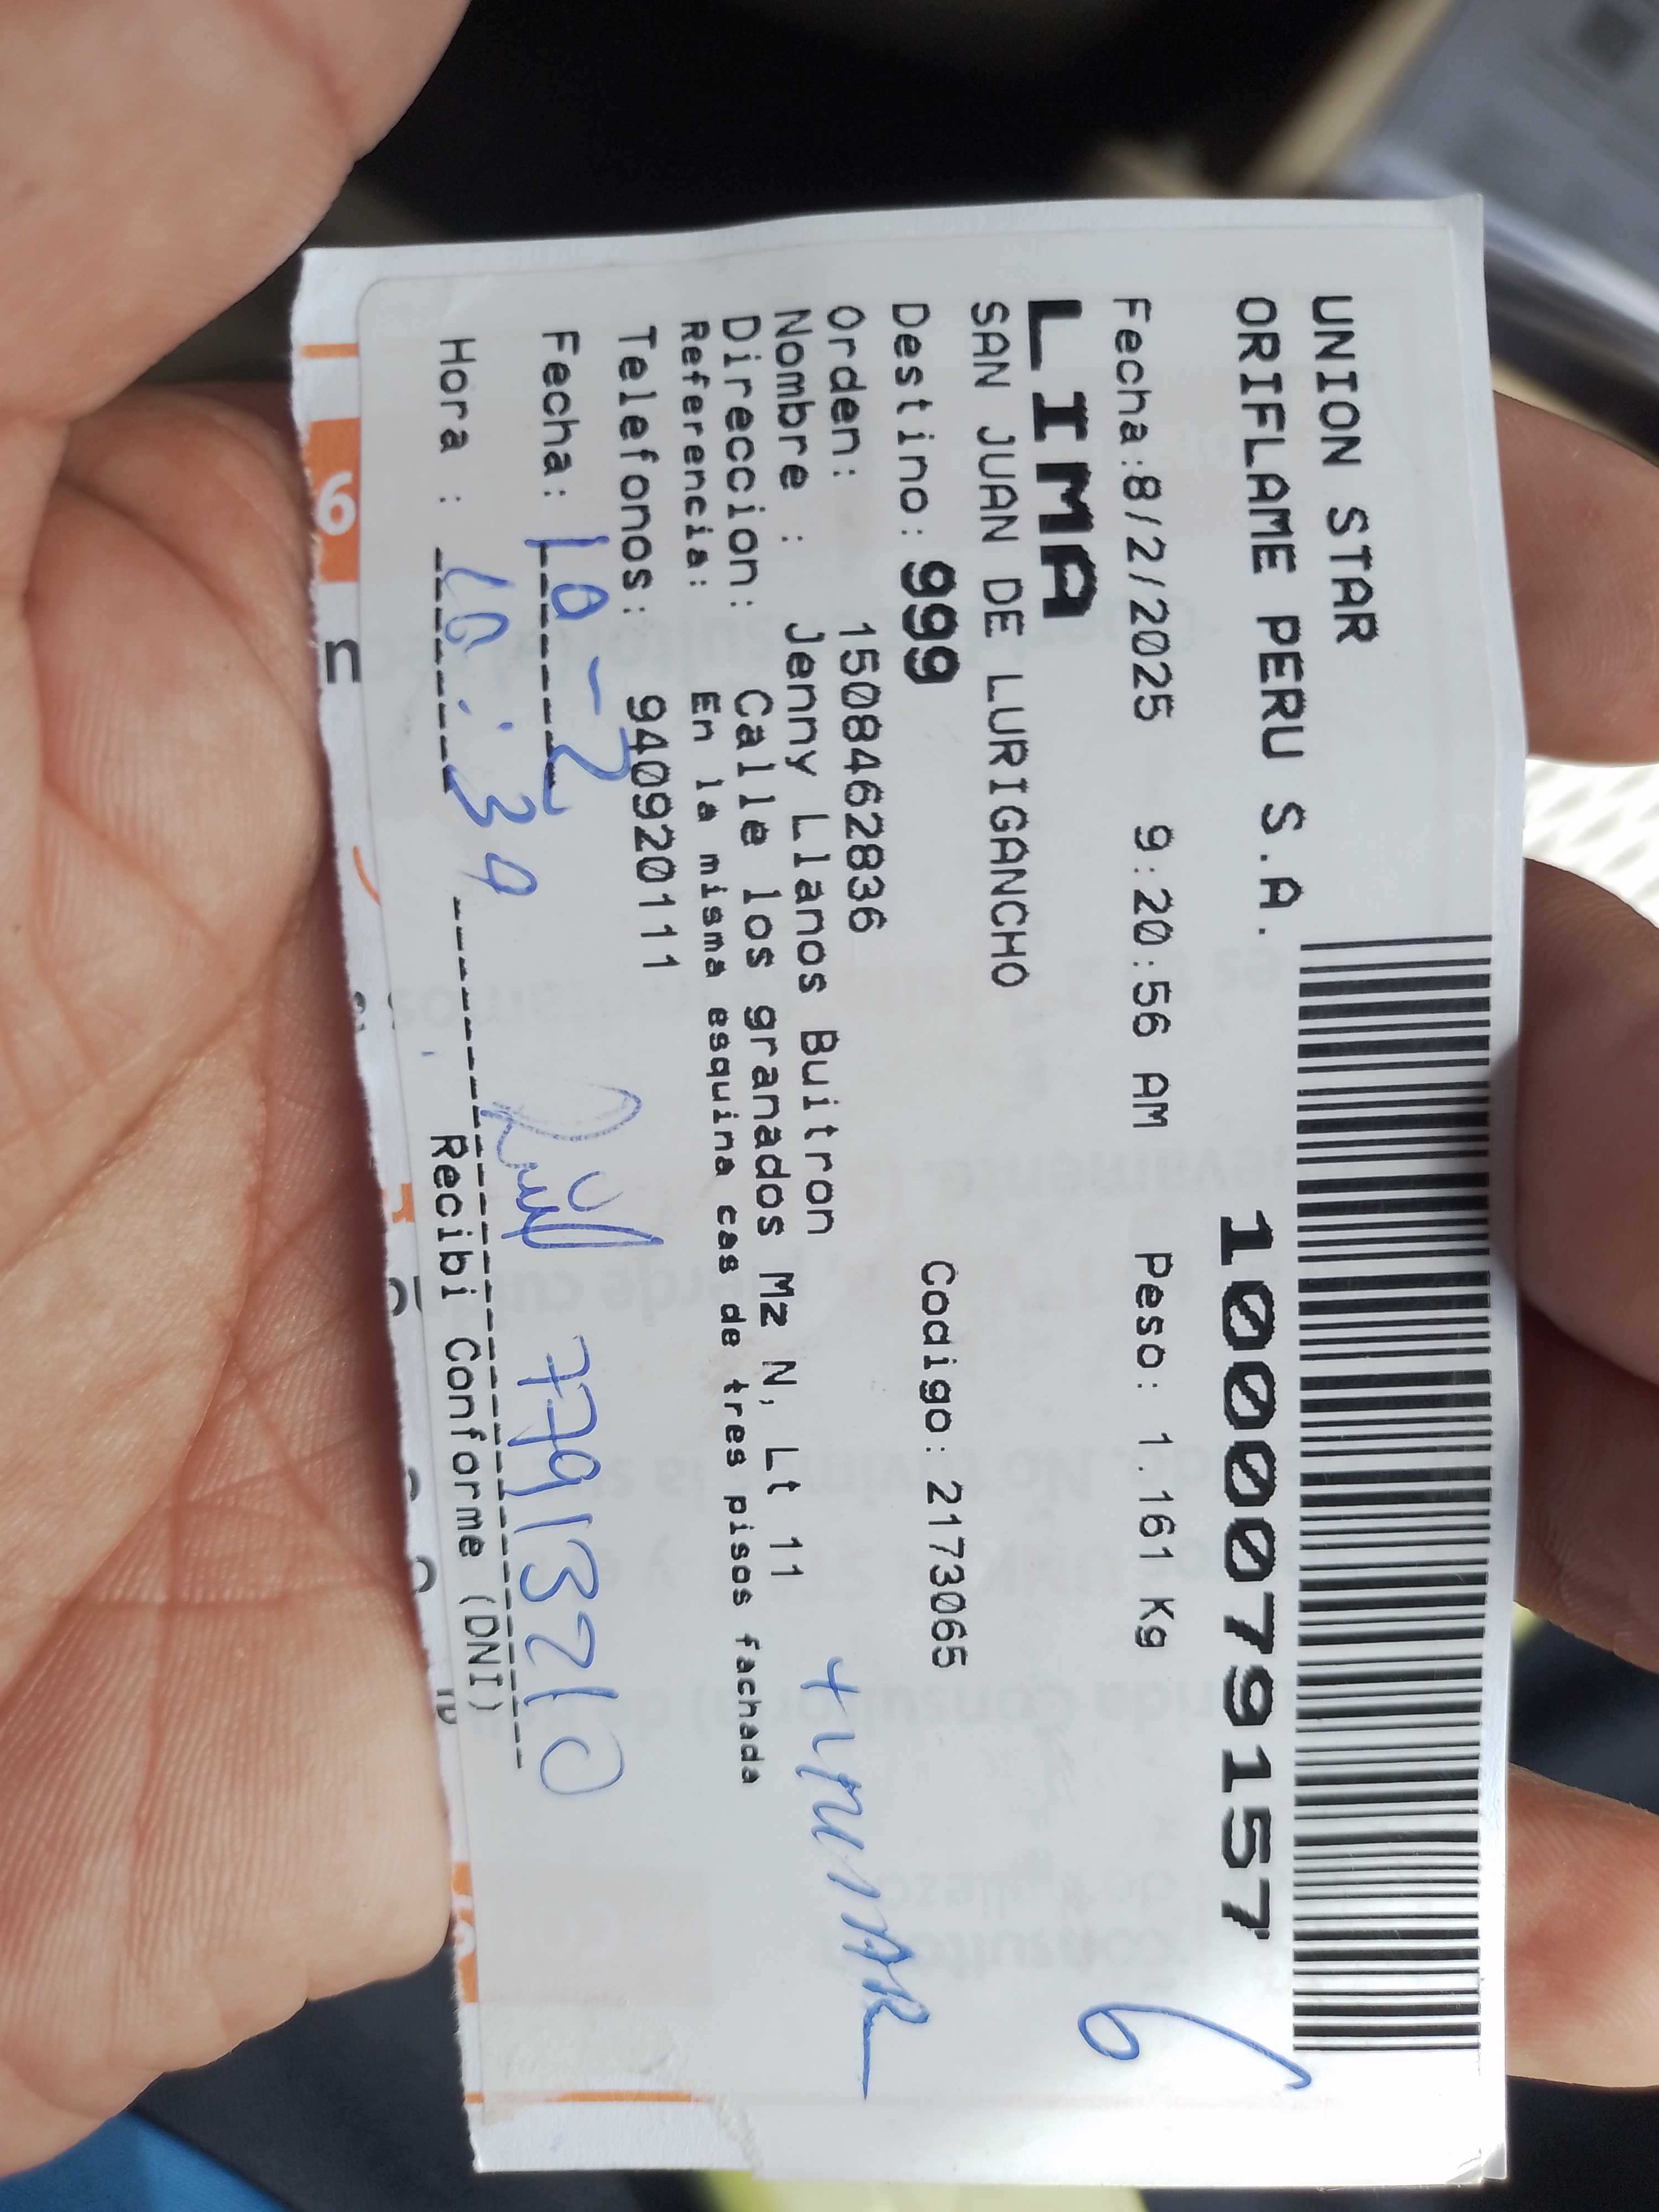 UNION STAR
ORIFLAME PERU S.A. 1000079157
Fecha:8/2/2025 9:20:56 AM Peso: 1.161 Kg
6
LIMA
SAN JUAN DE LURIGANCHO
Destino: 999 Codigo: 2173065
Orden: 15084462836
Nombre : Jenny Llanos Buitron
Direccion: Calle los granados Mz N, Lt 11
Referencia: En la misma esquina cas de tres pisos fachada
Telefonos: 940920111
Fecha: 10-2
Hora : 10:30
Recibi Conforme (DNI)